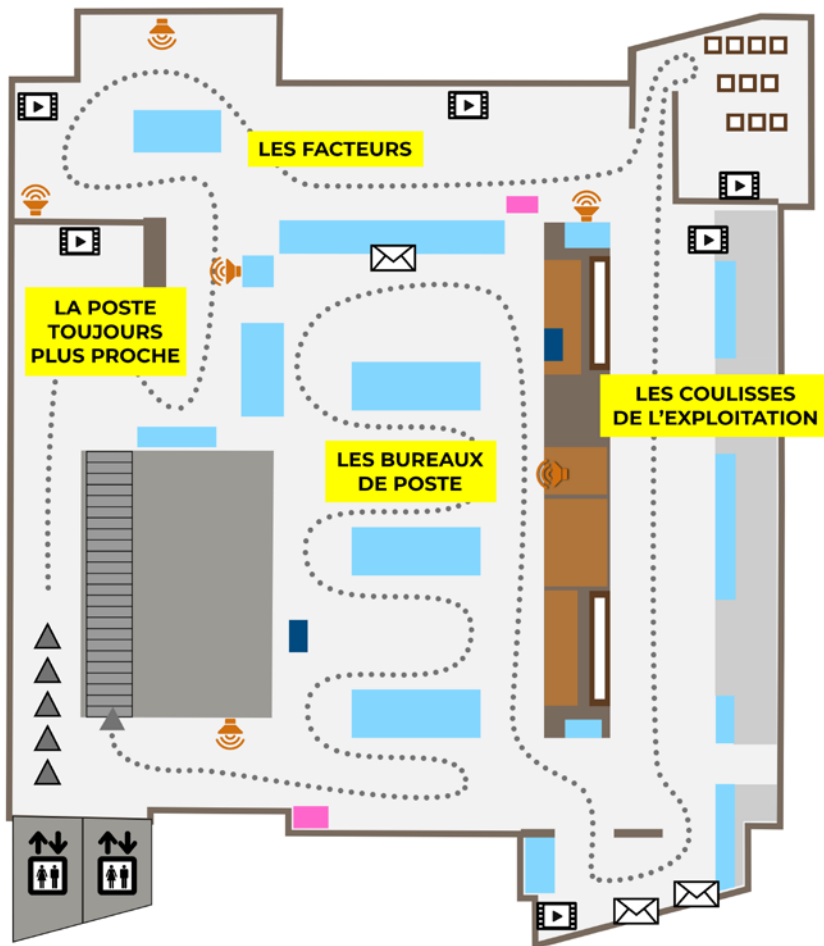 LES FACTEURS
LA POSTE
TOUJOURS
PLUS PROCHE
LES COULISSES
DE L'EXPLOITATION
LES BUREAUX
DE POSTE